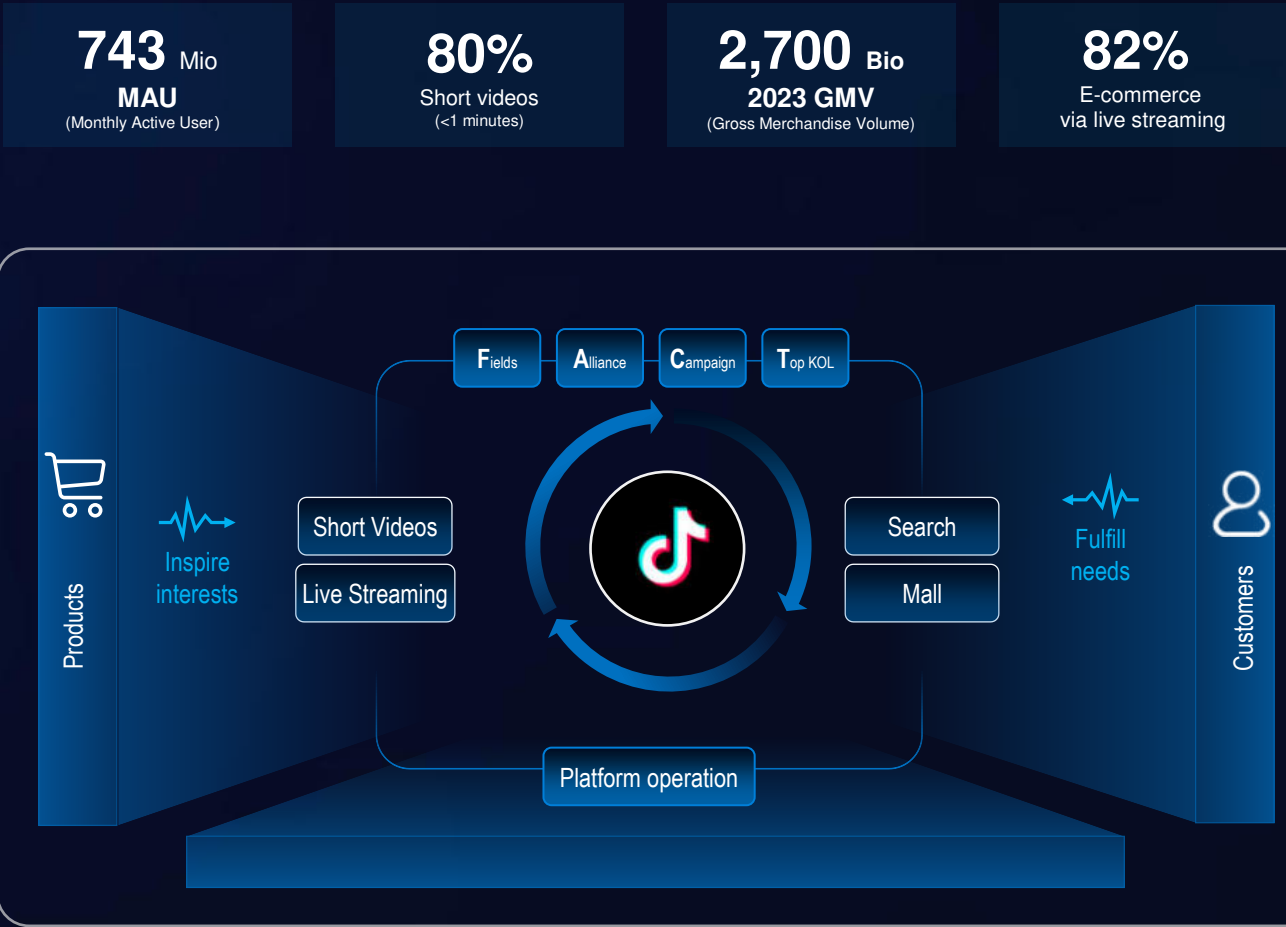 743 Mio
MAU
(Monthly Active User)
80%
Short videos
(<1 minutes)
2,700 Bio
2023 GMV
(Gross Merchandise Volume)
82%
E-commerce
via live streaming
Fields
Alliance
Campaign
Top KOL
Products
Inspire
interests
Short Videos
Live Streaming
Search
Mall
Fulfill
needs
Customers
Platform operation